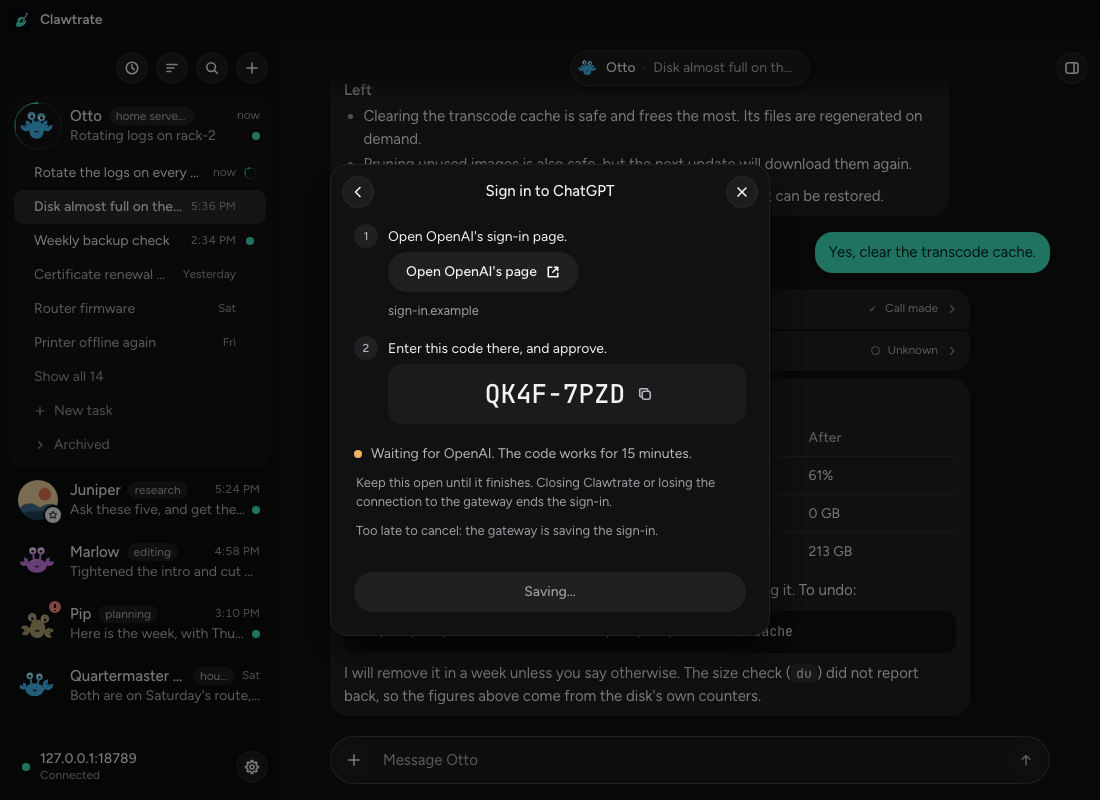 Clawtrate
Otto home serve... now
Rotating logs on rack-2
Rotate the logs on every ... now
Disk almost full on the... 5:36 PM
Weekly backup check 2:34 PM
Certificate renewal ... Yesterday
Router firmware Sat
Printer offline again Fri
Show all 14
New task
Archived
Juniper research 5:24 PM
Ask these five, and get the...
Marlow editing 4:58 PM
Tightened the intro and cut ...
Pip planning 3:10 PM
Here is the week, with Thu...
Quartermaster ... hou... Sat
Both are on Saturday's route,...
127.0.0.1:18789
Connected
Otto · Disk almost full on th...
Left
Clearing the transcode cache is safe and frees the most. Its files are regenerated on
demand.
Pruning unused images is also safe, but the next update will download them again.
can be restored.
Yes, clear the transcode cache.
Call made
Unknown
After
61%
0 GB
213 GB
it. To undo:
I will remove it in a week unless you say otherwise. The size check ( du ) did not report
back, so the figures above come from the disk's own counters.
Message Otto
Sign in to ChatGPT
1 Open OpenAI's sign-in page.
Open OpenAI's page
sign-in.example
2 Enter this code there, and approve.
QK4F-7PZD
Waiting for OpenAI. The code works for 15 minutes.
Keep this open until it finishes. Closing Clawtrate or losing the
connection to the gateway ends the sign-in.
Too late to cancel: the gateway is saving the sign-in.
Saving...